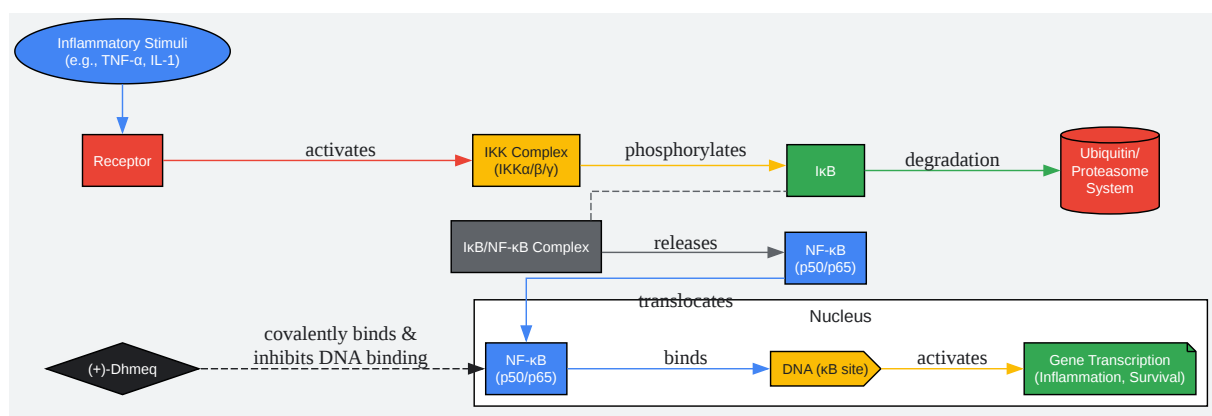 Inflammatory Stimuli
(e.g., TNF-α, IL-1)
Receptor
activates
IKK Complex
(IKKα/β/γ)
phosphorylates
IκB
degradation
Ubiquitin/
Proteasome
System
IκB/NF-κB Complex
releases
NF-κB
(p50/p65)
translocates
Nucleus
(+)-Dhmeq
covalently binds &
inhibits DNA binding
NF-κB
(p50/p65)
binds
DNA (κB site)
activates
Gene Transcription
(Inflammation, Survival)